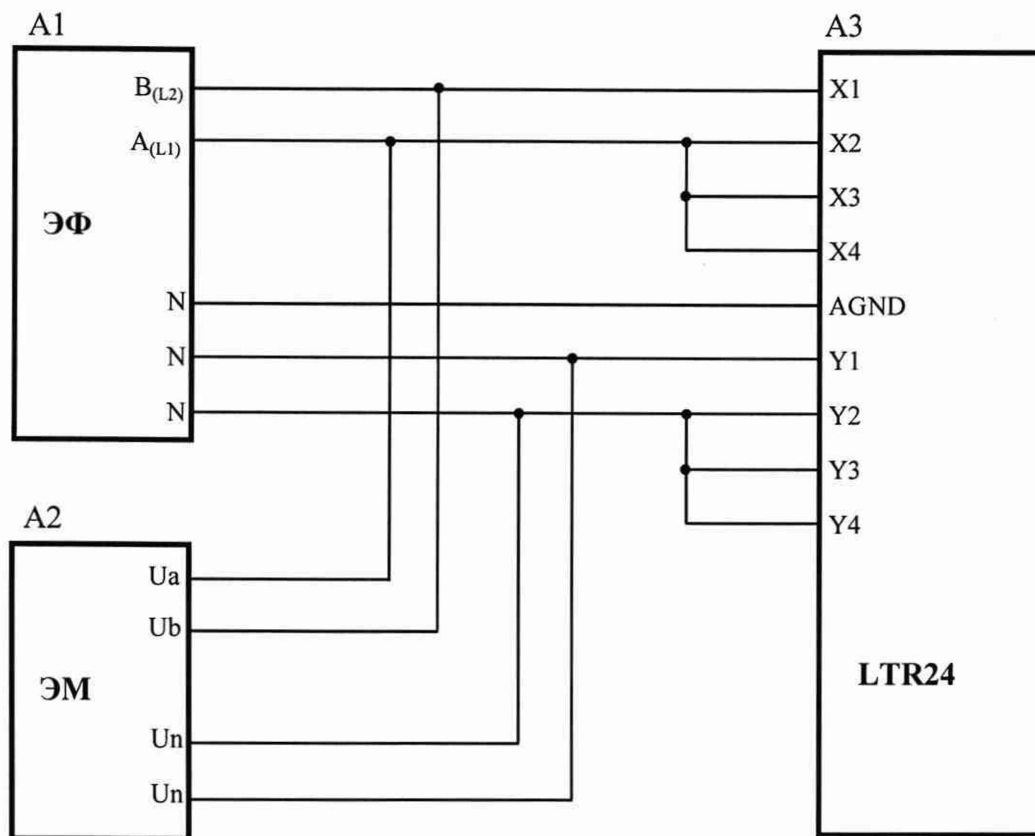 A1
B(L2)
A(L1)
ЭФ
N
N
N
A2
Ua
Ub
ЭМ
Un
Un
A3
X1
X2
X3
X4
AGND
Y1
Y2
Y3
Y4
LTR24